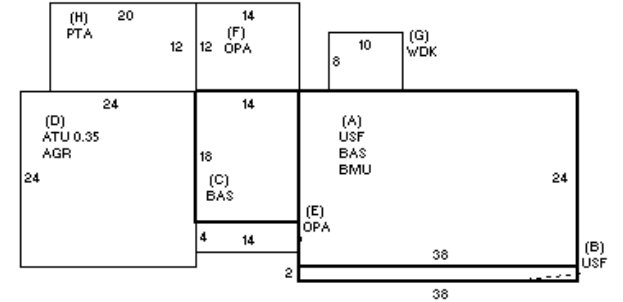 (H) 20
PTA
12
12
14
(F)
OPA
10
8
(G)
WDK
24
(D)
ATU 0.35
AGR
24
14
18
(C)
BAS
(A)
USF
BAS
BMU
24
(E)
OPA
4
14
38
(B)
USF
2
38